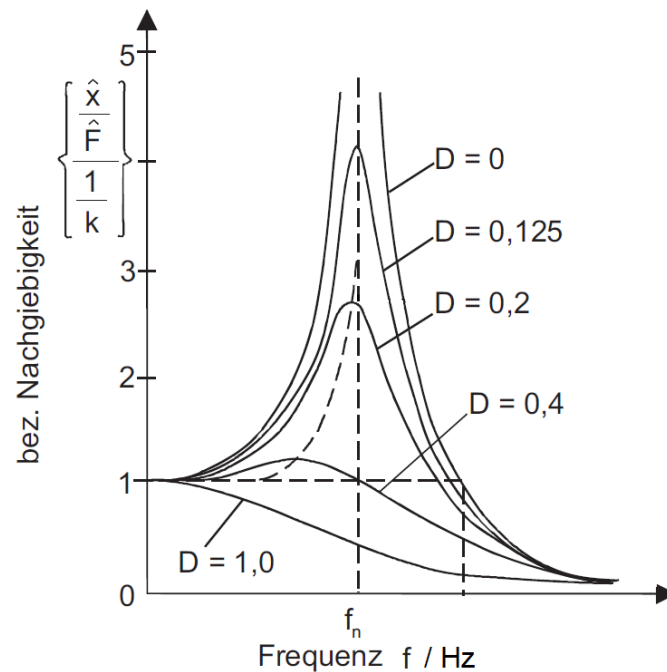 5
3
2
1
0
bez. Nachgiebigkeit
{ x̂
F̂
1
k }
D = 0
D = 0,125
D = 0,2
D = 0,4
D = 1,0
fn
Frequenz f / Hz